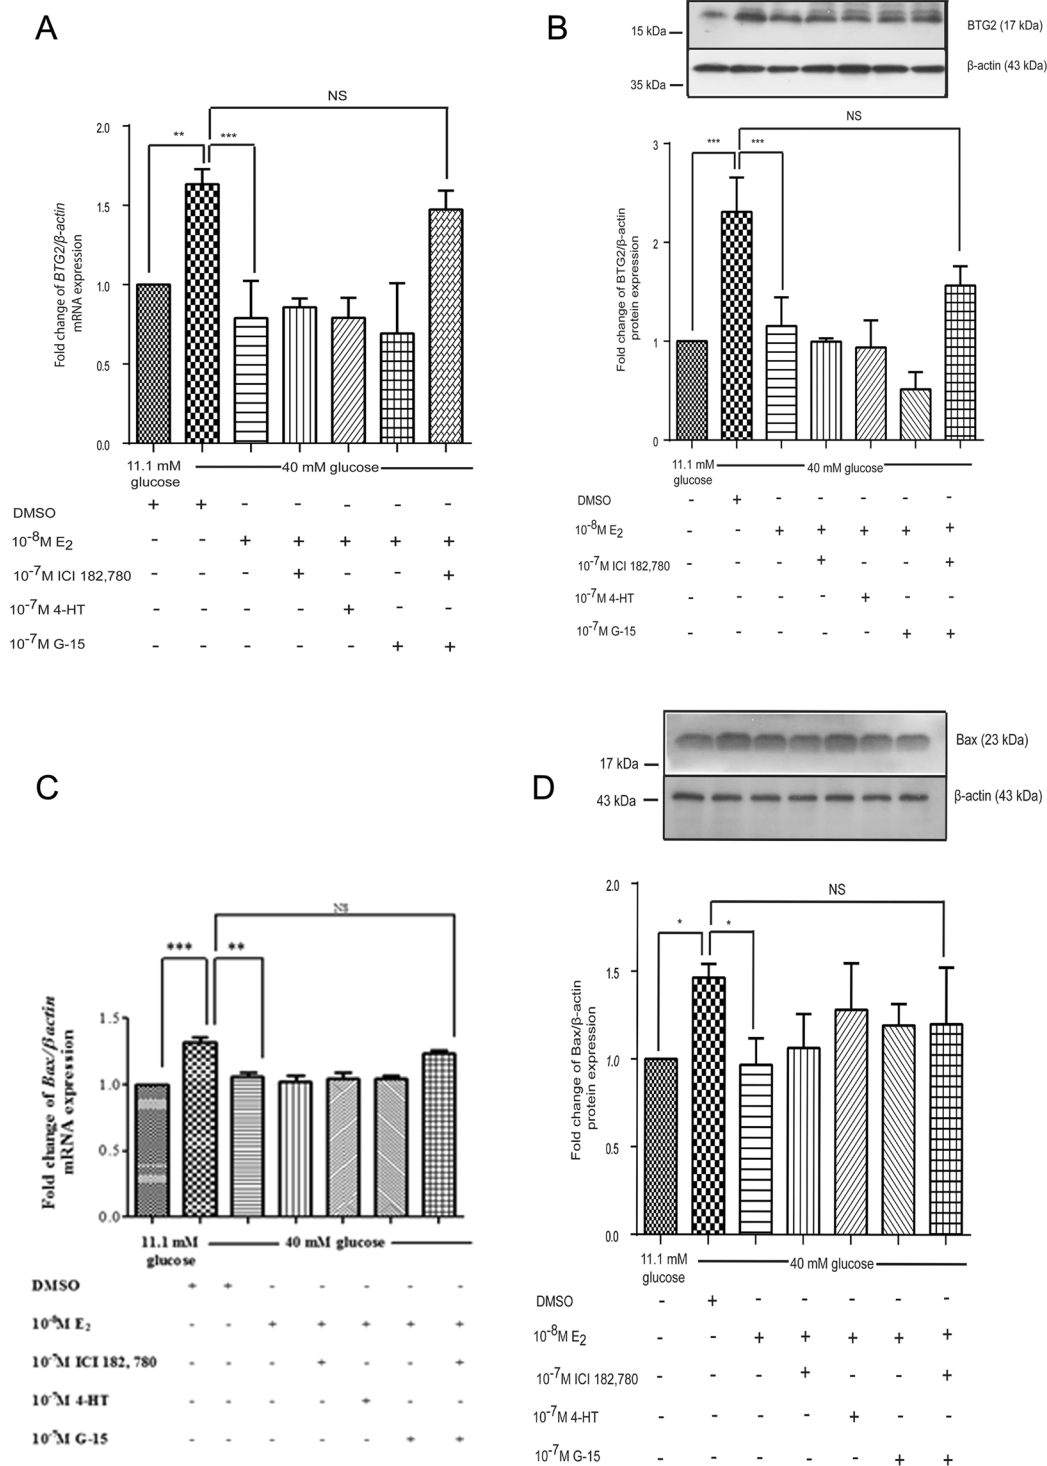 A
NS
**
***
2.0
1.5
1.0
0.5
0.0
Fold change of BTG2/β-actin
mRNA expression
11.1 mM
glucose
40 mM glucose
DMSO + + - - - - -
10-8M E2 - - + + + + +
10-7M ICI 182,780 - - - + - - +
10-7M 4-HT - - - - + - -
10-7M G-15 - - - - - + +
B
15 kDa
35 kDa
BTG2 (17 kDa)
β-actin (43 kDa)
NS
***
***
3
2
1
0
Fold change of BTG2/β-actin
protein expression
11.1 mM
glucose
40 mM glucose
DMSO - + - - - - -
10-8M E2 - - + + + + +
10-7M ICI 182,780 - - - + - - +
10-7M 4-HT - - - - + - -
10-7M G-15 - - - - - + +
C
NS
***
**
1.5
1.0
0.5
0.0
Fold change of Bax/βactin
mRNA expression
11.1 mM
glucose
40 mM glucose
DMSO + + - - - - -
10-8M E2 - - + + + + +
10-7M ICI 182, 780 - - - + - - +
10-7M 4-HT - - - - + - -
10-7M G-15 - - - - - + +
D
17 kDa
43 kDa
Bax (23 kDa)
β-actin (43 kDa)
NS
*
*
2.0
1.5
1.0
0.5
0.0
Fold change of Bax/β-actin
protein expression
11.1 mM
glucose
40 mM glucose
DMSO - + - - - - -
10-8M E2 - - + + + + +
10-7M ICI 182,780 - - - + - - +
10-7M 4-HT - - - - + - -
10-7M G-15 - - - - - + +